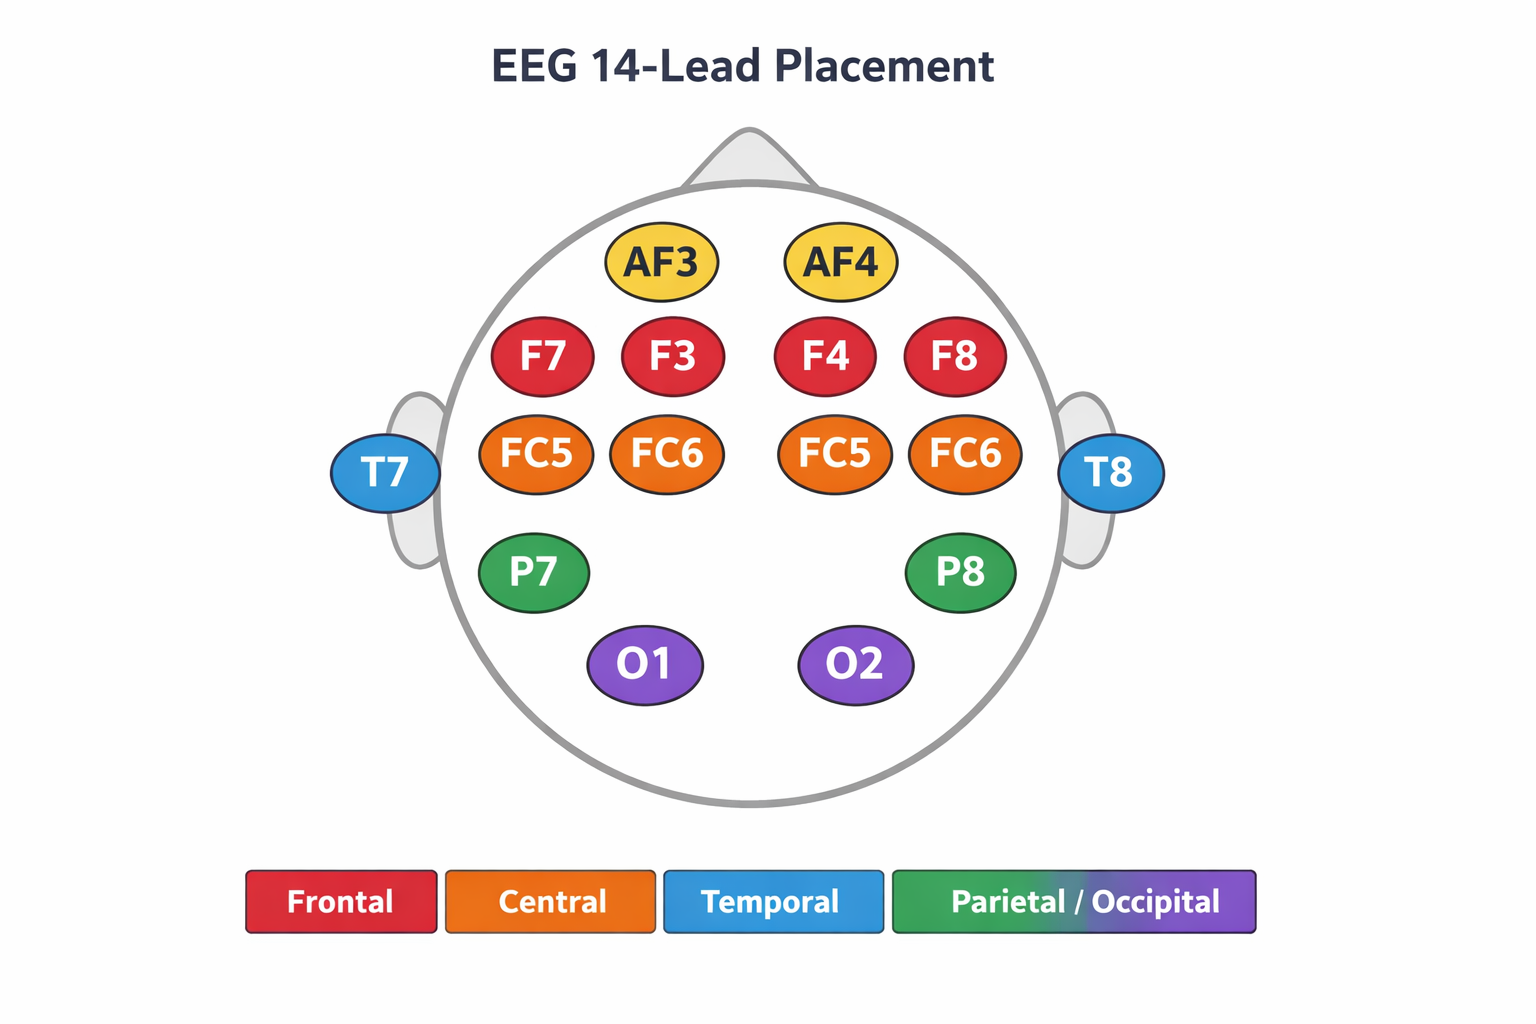 EEG 14-Lead Placement
AF3 AF4
F7 F3 F4 F8
FC5 FC6 FC5 FC6
T7 T8
P7 P8
O1 O2
Frontal Central Temporal Parietal / Occipital